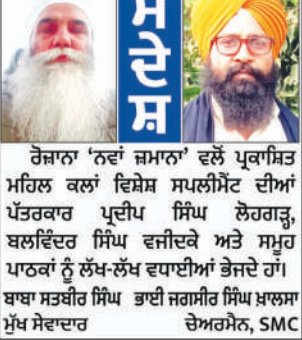 ਸ
ਦੇ
ਸ਼
ਰੋਜ਼ਾਨਾ ‘ਨਵਾਂ ਜ਼ਮਾਨਾ’ ਵਲੋਂ ਪ੍ਰਕਾਸ਼ਿਤ
ਮਹਿਲ ਕਲਾਂ ਵਿਸ਼ੇਸ਼ ਸਪਲੀਮੈਂਟ ਦੀਆਂ
ਪੱਤਰਕਾਰ ਪ੍ਰਦੀਪ ਸਿੰਘ ਲੋਹਗੜ੍ਹ,
ਬਲਵਿੰਦਰ ਸਿੰਘ ਵਜੀਦਕੇ ਅਤੇ ਸਮੂਹ
ਪਾਠਕਾਂ ਨੂੰ ਲੱਖ-ਲੱਖ ਵਧਾਈਆਂ ਭੇਜਦੇ ਹਾਂ।
ਬਾਬਾ ਸਤਬੀਰ ਸਿੰਘ ਭਾਈ ਜਗਸੀਰ ਸਿੰਘ ਖ਼ਾਲਸਾ
ਮੁੱਖ ਸੇਵਾਦਾਰ ਚੇਅਰਮੈਨ, SMC